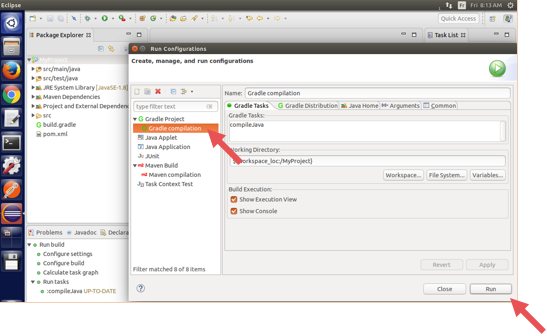 Eclipse
Fr
Fri 8:13 AM
Quick Access
Package Explorer
Task List
src/main/java
src/test/java
JRE System Library [JavaSE-1.8]
Maven Dependencies
Project and External Dependenc
src
build.gradle
pom.xml
Problems
Javadoc
Declara
Run build
Configure settings
Configure build
Calculate task graph
Run tasks
:compileJava UP-TO-DATE
Run Configurations
Create, manage, and run configurations
type filter text
Gradle Project
Gradle compilation
Java Applet
Java Application
JUnit
Maven Build
Maven compilation
Task Context Test
Filter matched 8 of 8 items
Name: Gradle compilation
Gradle Tasks
Gradle Distribution
Java Home
Arguments
Common
Gradle Tasks:
compileJava
Working Directory:
workspace_loc:/MyProject}
Workspace...
File System...
Variables...
Build Execution:
Show Execution View
Show Console
Revert
Apply
Close
Run